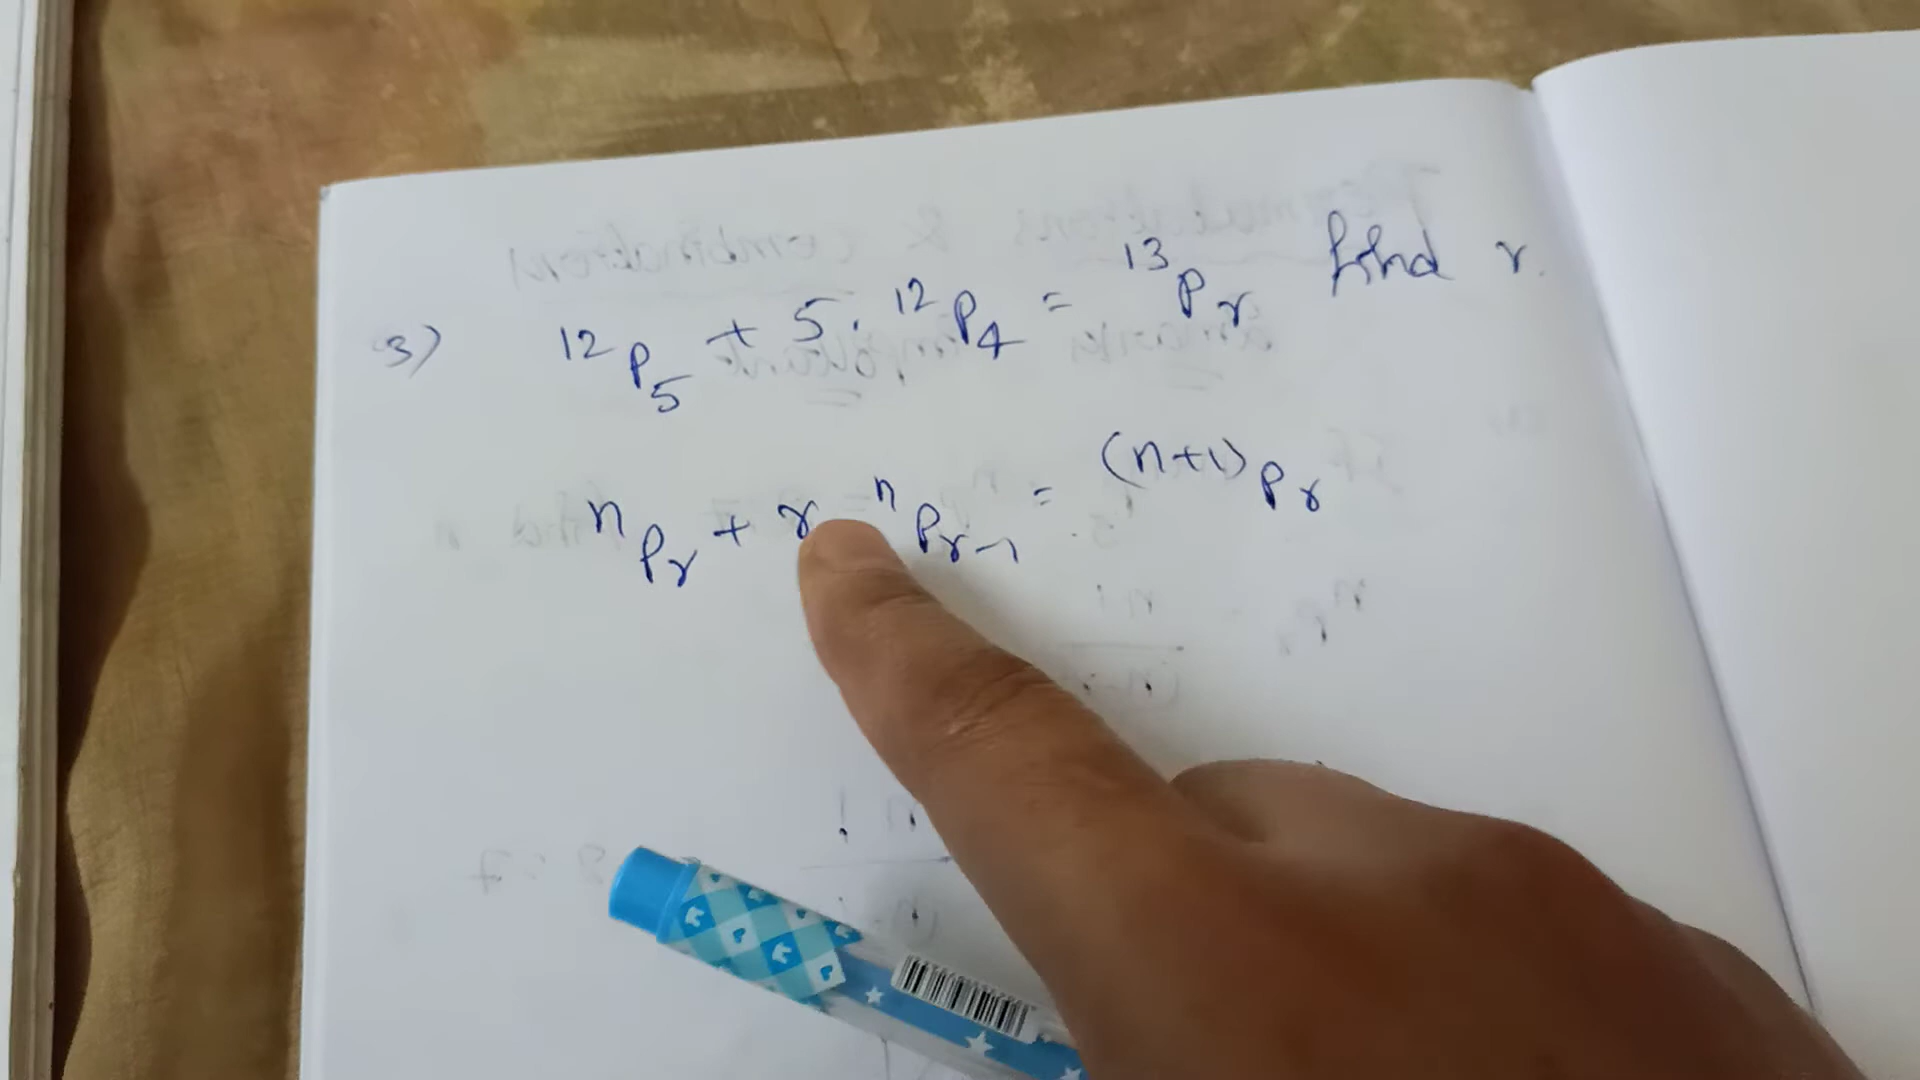 3) ¹²P₅ + 5. ¹²P₄ = ¹³Pᵣ find r.
ⁿPᵣ + r ⁿPᵣ₋₁ = ⁽ⁿ⁺¹⁾Pᵣ